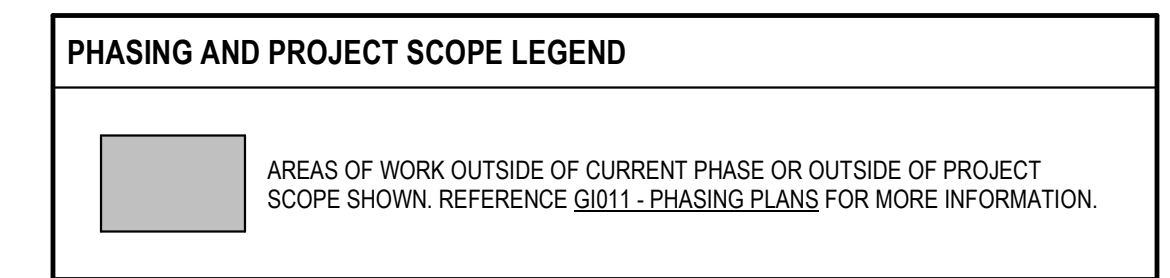 PHASING AND PROJECT SCOPE LEGEND
AREAS OF WORK OUTSIDE OF CURRENT PHASE OR OUTSIDE OF PROJECT
SCOPE SHOWN. REFERENCE GI011 - PHASING PLANS FOR MORE INFORMATION.